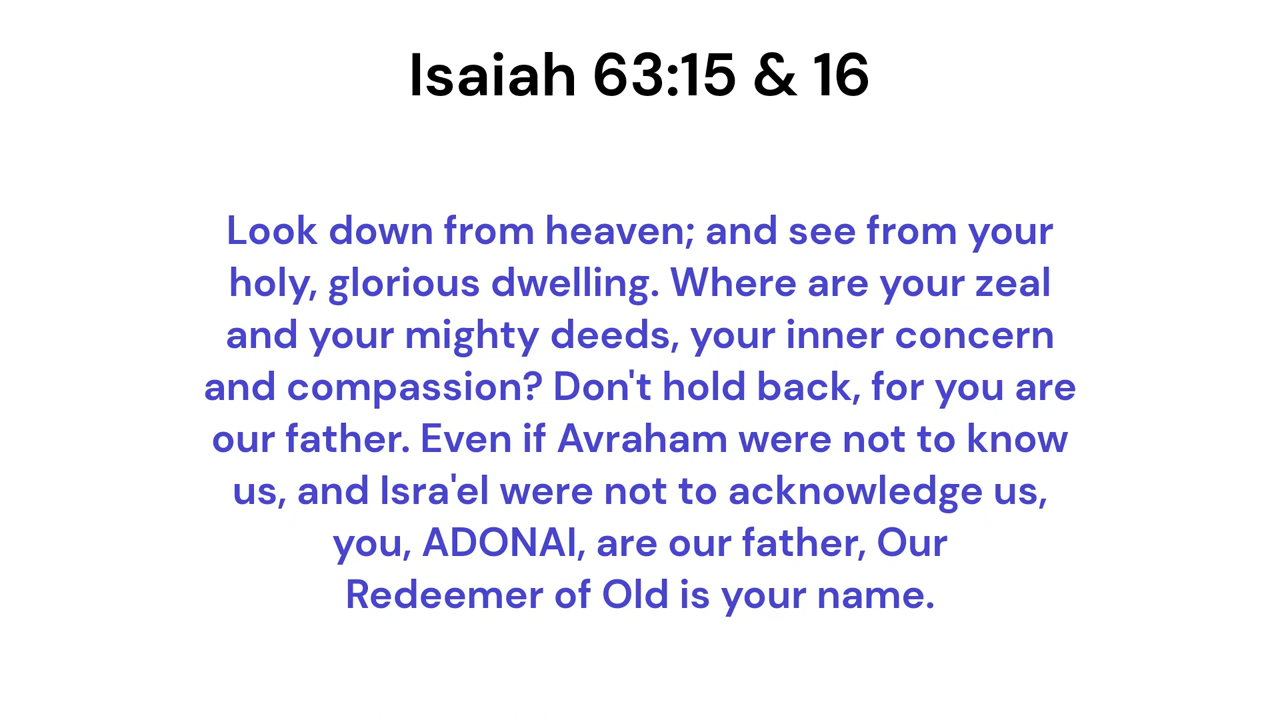 Isaiah 63:15 & 16
Look down from heaven; and see from your
holy, glorious dwelling. Where are your zeal
and your mighty deeds, your inner concern
and compassion? Don't hold back, for you are
our father. Even if Avraham were not to know
us, and Isra'el were not to acknowledge us,
you, ADONAI, are our father, Our
Redeemer of Old is your name.